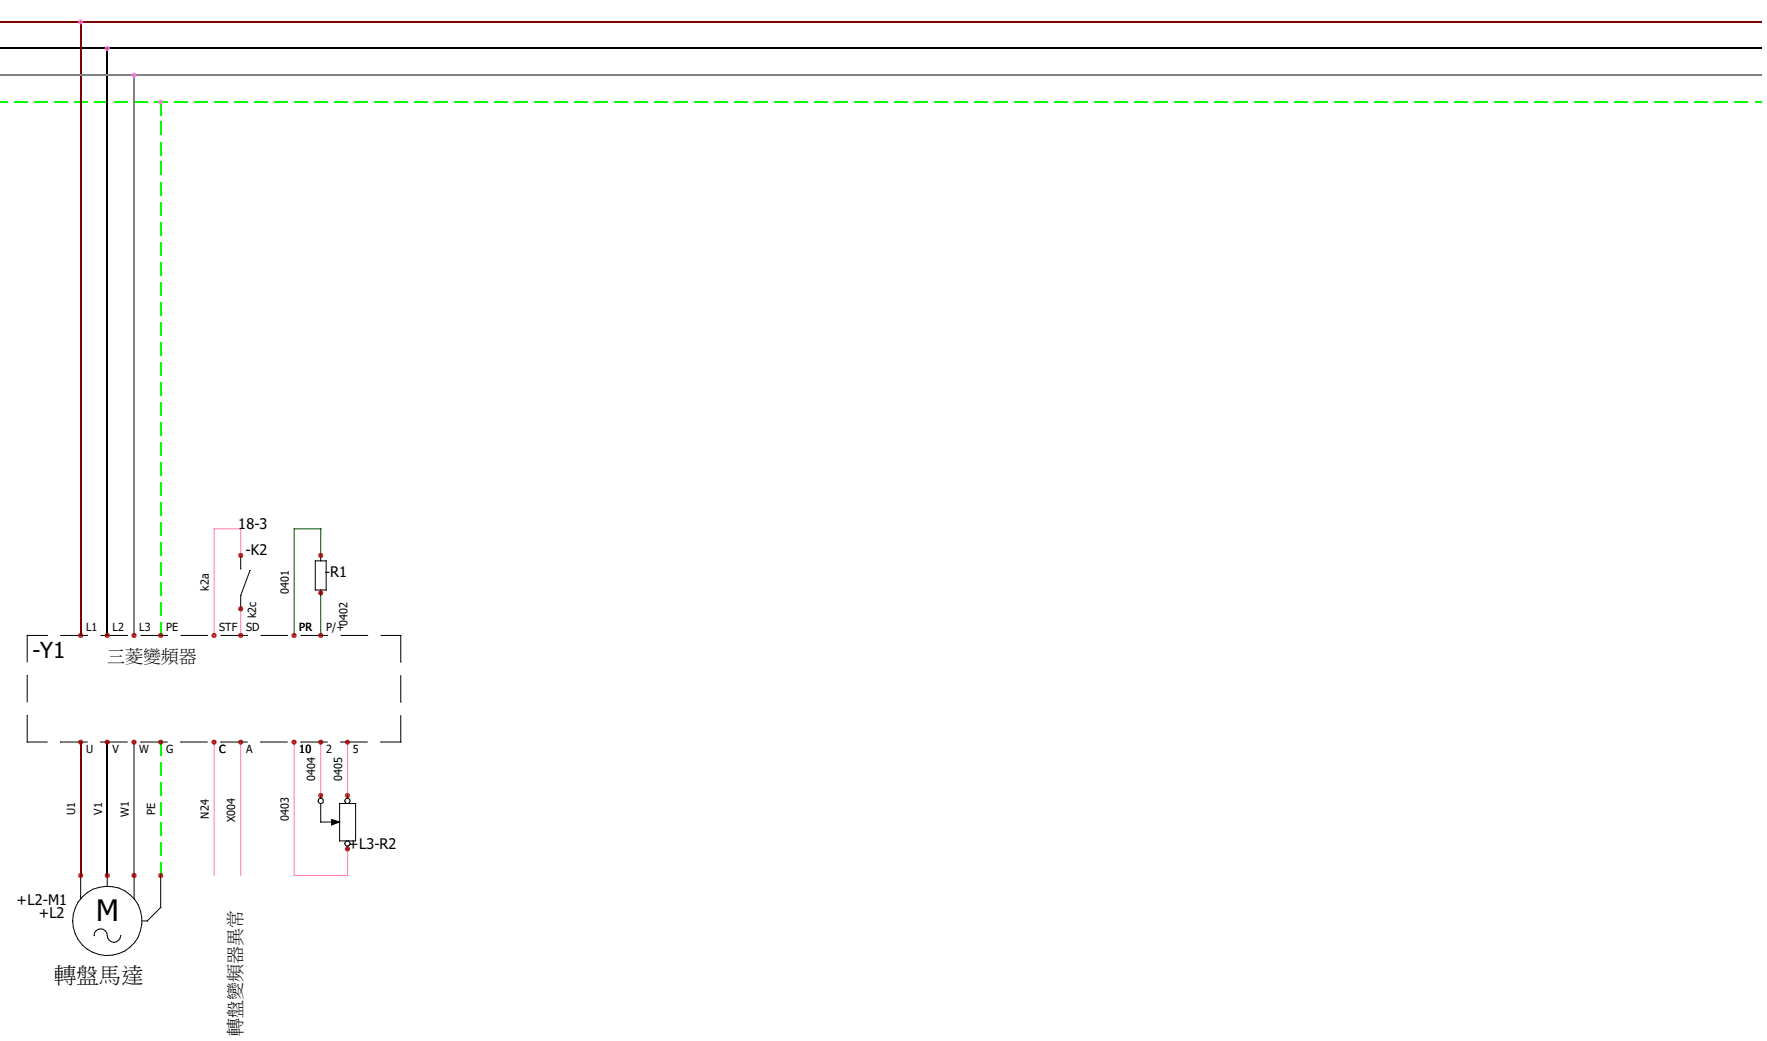 18-3
-K2
k2a
k2c
0401
-R1
0402
L1 L2 L3 PE STF SD PR P/+
-Y1
三菱變頻器
U V W G C A 10 2 5
0404
0405
U1 V1 W1 PE N24 X004 0403
+L3-R2
+L2-M1
+L2
M
轉盤馬達
轉盤變頻器異常